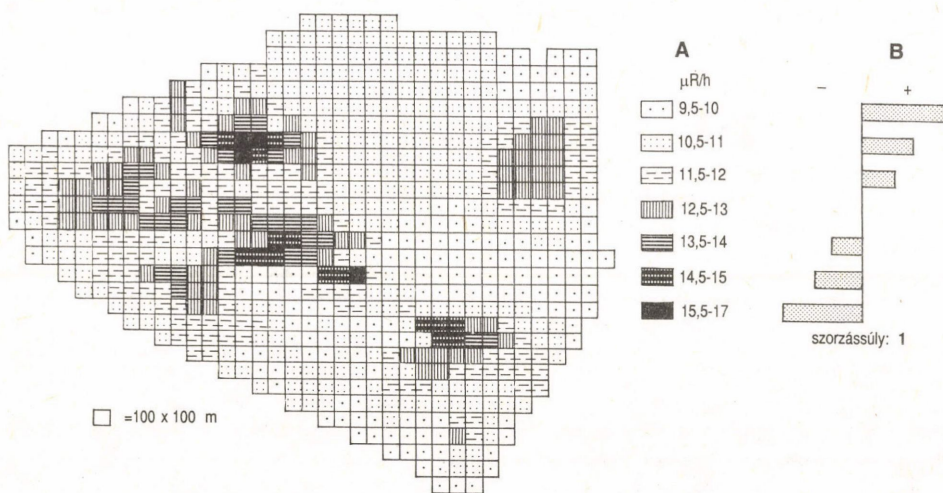 A
B
μR/h
− +
9,5-10
10,5-11
11,5-12
12,5-13
13,5-14
14,5-15
15,5-17
szorzássúly: 1
=100 x 100 m